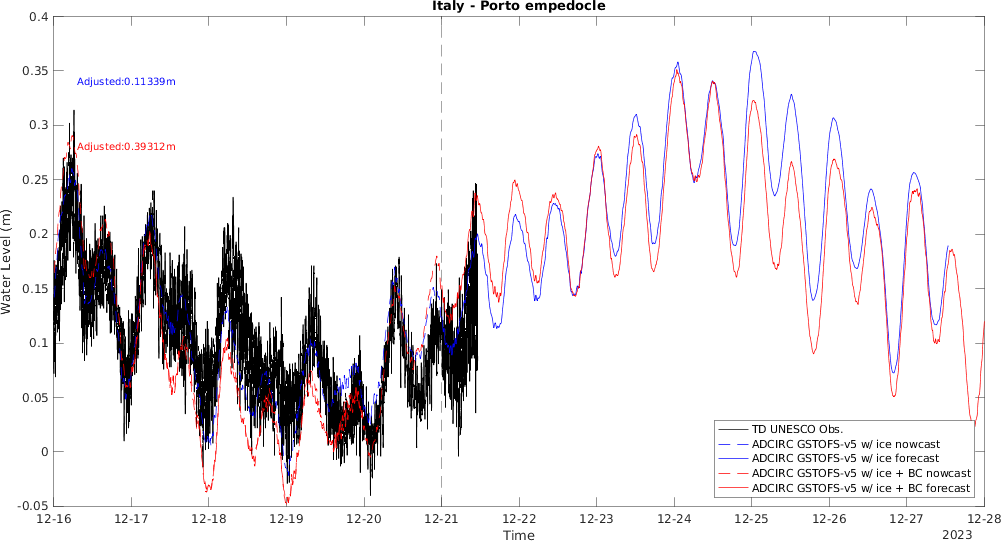 Italy - Porto empedocle
0.4
0.35
0.3
0.25
0.2
0.15
0.1
0.05
0
-0.05
Water Level (m)
Adjusted:0.11339m
Adjusted:0.39312m
TD UNESCO Obs.
ADCIRC GSTOFS-v5 w/ ice nowcast
ADCIRC GSTOFS-v5 w/ ice forecast
ADCIRC GSTOFS-v5 w/ ice + BC nowcast
ADCIRC GSTOFS-v5 w/ ice + BC forecast
12-16 12-17 12-18 12-19 12-20 12-21 12-22 12-23 12-24 12-25 12-26 12-27 12-28
Time
2023